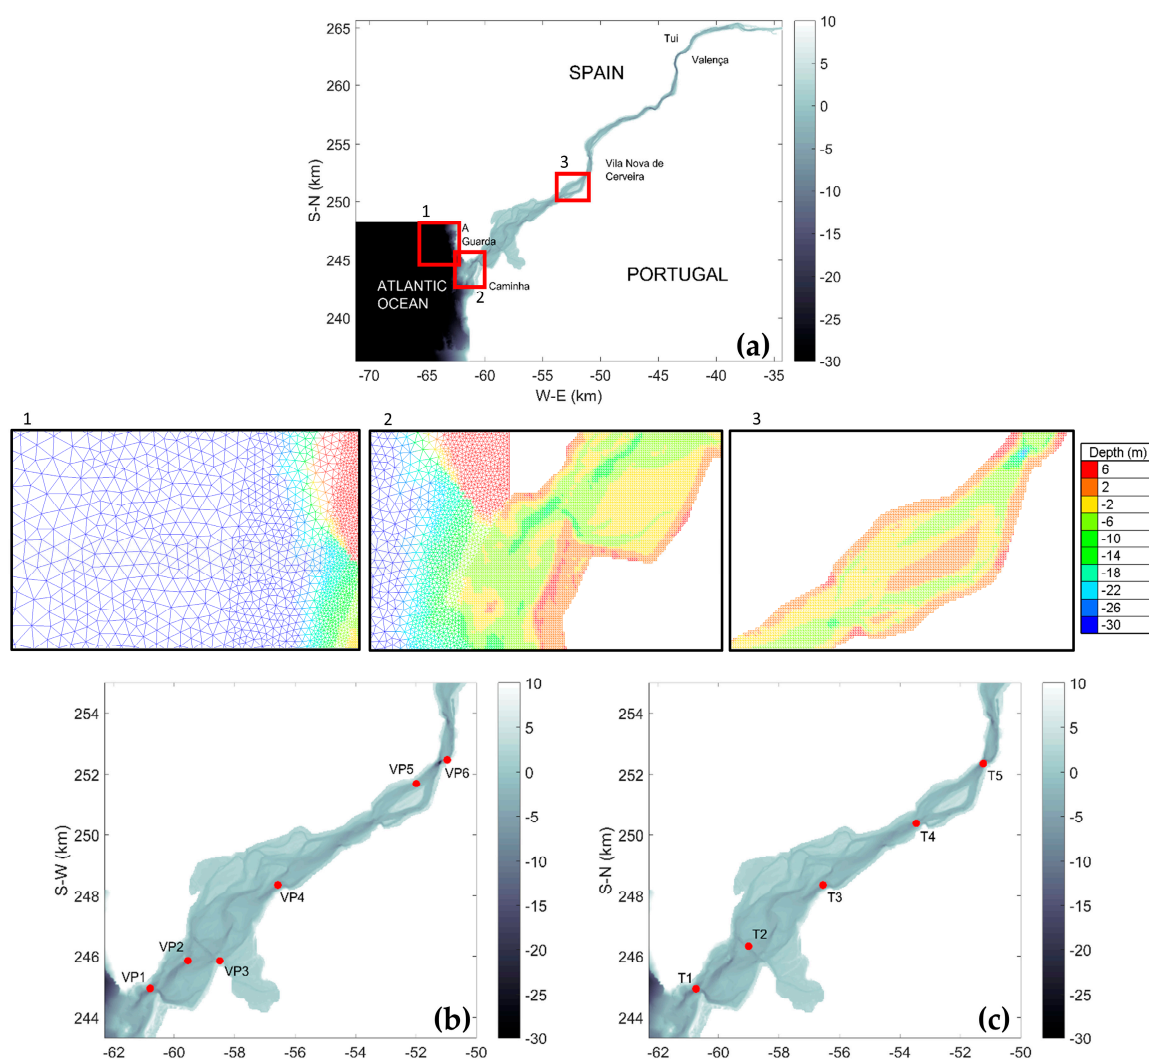 265
260
255
250
245
240
S-N (km)
-70
-65
-60
-55
-50
-45
-40
-35
W-E (km)
Tui
Valença
SPAIN
3
Vila Nova de
Cerveira
1
A
Guarda
PORTUGAL
ATLANTIC
OCEAN
2
Caminha
(a)
10
5
0
-5
-10
-15
-20
-25
-30
1
2
3
Depth (m)
6
2
-2
-6
-10
-14
-18
-22
-26
-30
254
252
250
248
246
244
S-W (km)
VP5
VP6
VP4
VP2
VP3
VP1
(b)
-62
-60
-58
-56
-54
-52
-50
10
5
0
-5
-10
-15
-20
-25
-30
254
252
250
248
246
244
S-N (km)
T5
T4
T3
T2
T1
(c)
-62
-60
-58
-56
-54
-52
-50
10
5
0
-5
-10
-15
-20
-25
-30